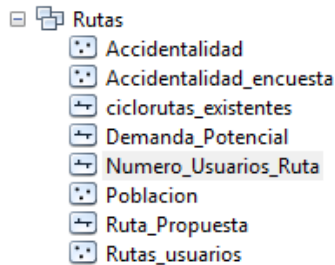 Rutas
Accidentalidad
Accidentalidad_encuesta
ciclorutas_existentes
Demanda_Potencial
Numero_Usuarios_Ruta
Poblacion
Ruta_Propuesta
Rutas_usuarios